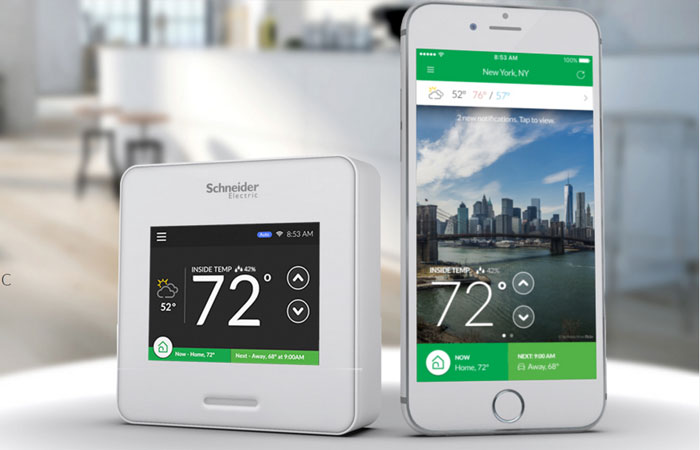 C
Schneider
Electric
Auto 8:53 AM
INSIDE TEMP 42%
52°
72°
Now - Home, 72° Next - Away, 68° at 9:00AM
8:53 AM 100%
New York, NY
52° 76° / 57°
2 new notifications. Tap to view.
INSIDE TEMP 42%
72°
NOW NEXT: 9:00 AM
Home, 72° Away, 68°